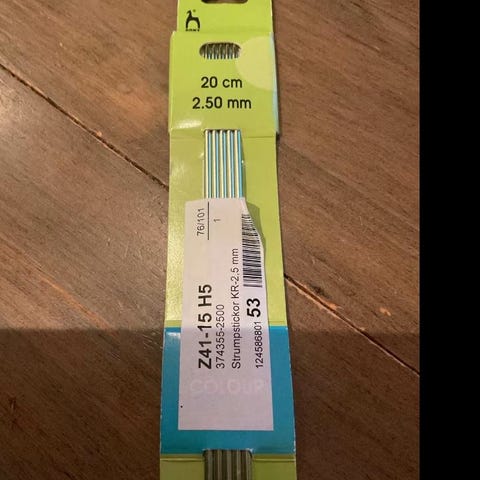 PONY
20 cm
2.50 mm
76/101
1
Z41-15 H5
374355-2500
Strumpstickor KR-2,5 mm
124586801 53
COLOUR